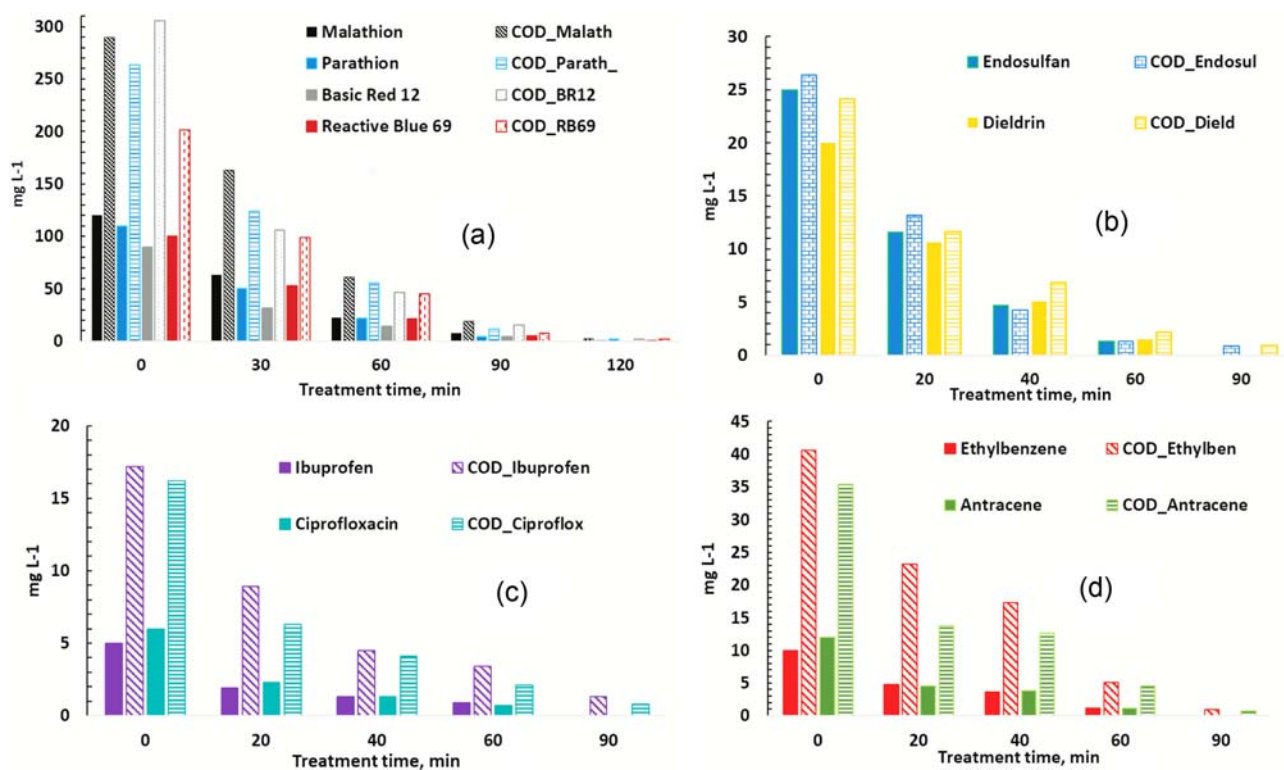 300
250
200
150
100
50
0
mg L-1
Malathion COD_Malath
Parathion COD_Parath_
Basic Red 12 COD_BR12
Reactive Blue 69 COD_RB69
(a)
0 30 60 90 120
Treatment time, min
30
25
20
15
10
5
0
mg L-1
Endosulfan COD_Endosul
Dieldrin COD_Dield
(b)
0 20 40 60 90
Treatment time, min
20
15
10
5
0
mg L-1
Ibuprofen COD_Ibuprofen
Ciprofloxacin COD_Ciproflox
(c)
0 20 40 60 90
Treatment time, min
45
40
35
30
25
20
15
10
5
0
mg L-1
Ethylbenzene COD_Ethylben
Antracene COD_Antracene
(d)
0 20 40 60 90
Treatment time, min